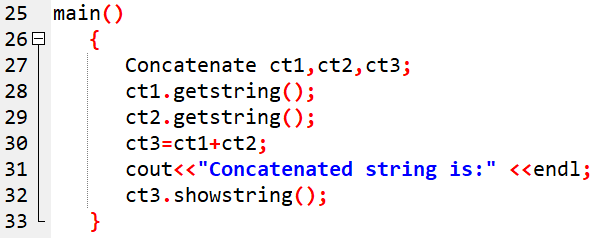 25 main()
26 {
27 Concatenate ct1,ct2,ct3;
28 ct1.getstring();
29 ct2.getstring();
30 ct3=ct1+ct2;
31 cout<<"Concatenated string is:" <<endl;
32 ct3.showstring();
33 }